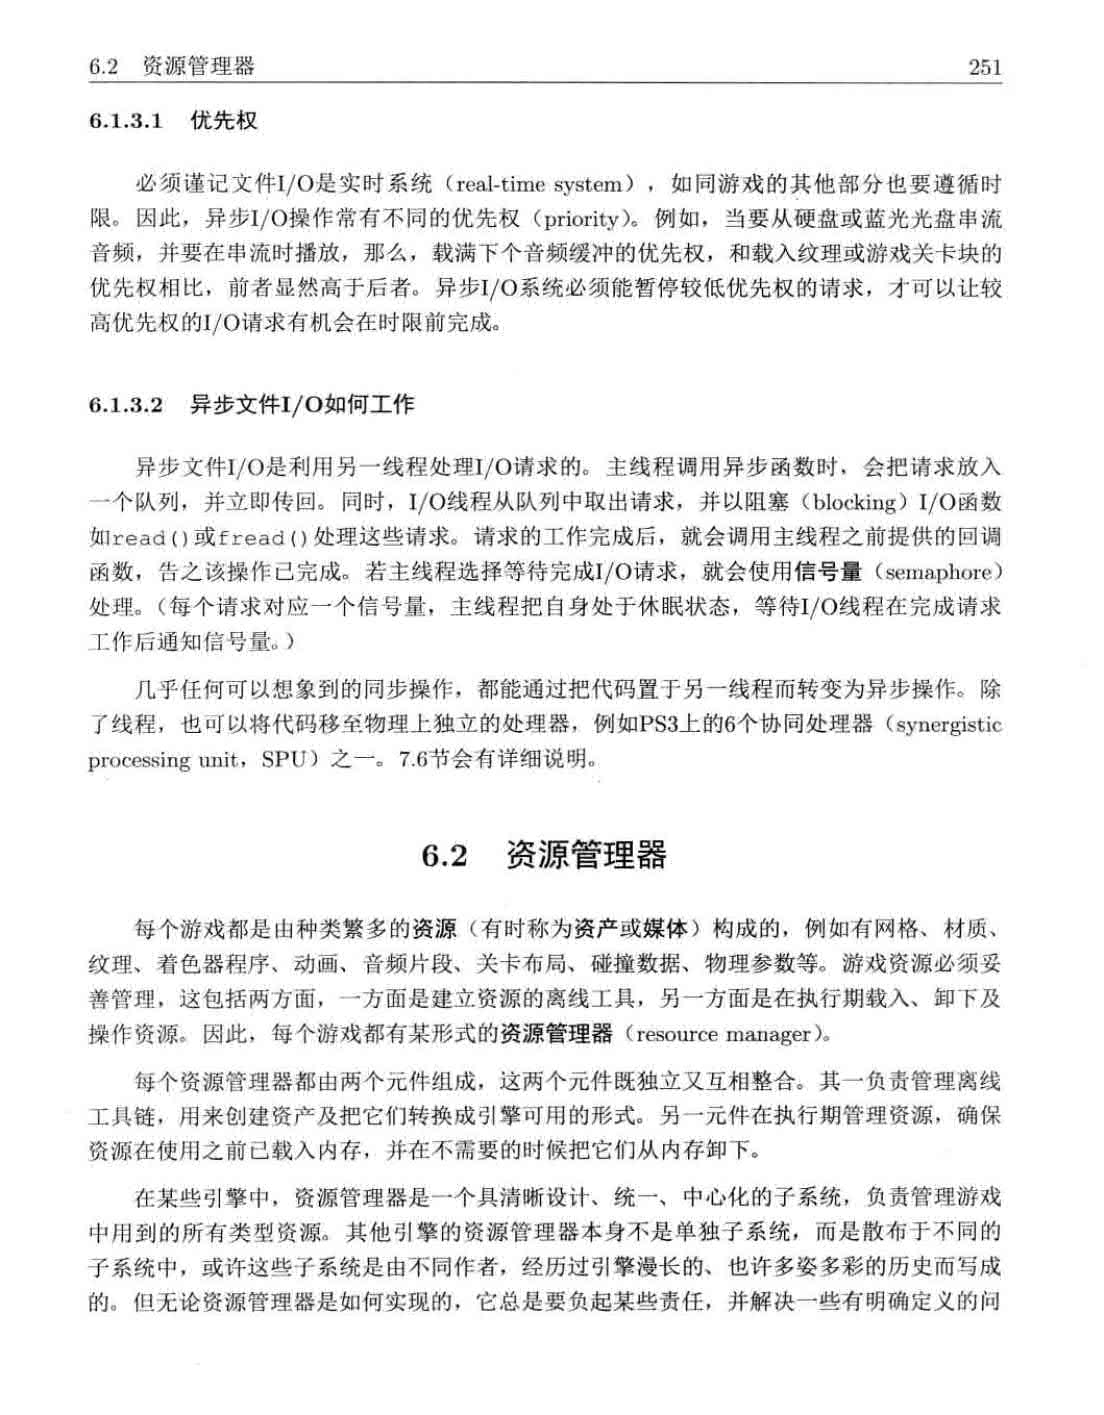 6.2 资源管理器 251
6.1.3.1 优先权
必须谨记文件I/O是实时系统（real-time system），如同游戏的其他部分也要遵循时
限。因此，异步I/O操作常有不同的优先权（priority）。例如，当要从硬盘或蓝光光盘串流
音频，并要在串流时播放，那么，载满下个音频缓冲的优先权，和载入纹理或游戏关卡块的
优先权相比，前者显然高于后者。异步I/O系统必须能暂停较低优先权的请求，才可以让较
高优先权的I/O请求有机会在时限前完成。
6.1.3.2 异步文件I/O如何工作
异步文件I/O是利用另一线程处理I/O请求的。主线程调用异步函数时，会把请求放入
一个队列，并立即传回。同时，I/O线程从队列中取出请求，并以阻塞（blocking）I/O函数
如read()或fread()处理这些请求。请求的工作完成后，就会调用主线程之前提供的回调
函数，告之该操作已完成。若主线程选择等待完成I/O请求，就会使用信号量（semaphore）
处理。（每个请求对应一个信号量，主线程把自身处于休眠状态，等待I/O线程在完成请求
工作后通知信号量。）
几乎任何可以想象到的同步操作，都能通过把代码置于另一线程而转变为异步操作。除
了线程，也可以将代码移至物理上独立的处理器，例如PS3上的6个协同处理器（synergistic
processing unit，SPU）之一。7.6节会有详细说明。
6.2 资源管理器
每个游戏都是由种类繁多的资源（有时称为资产或媒体）构成的，例如有网格、材质、
纹理、着色器程序、动画、音频片段、关卡布局、碰撞数据、物理参数等。游戏资源必须妥
善管理，这包括两方面，一方面是建立资源的离线工具，另一方面是在执行期载入、卸下及
操作资源。因此，每个游戏都有某形式的资源管理器（resource manager）。
每个资源管理器都由两个元件组成，这两个元件既独立又互相整合。其一负责管理离线
工具链，用来创建资产及把它们转换成引擎可用的形式。另一元件在执行期管理资源，确保
资源在使用之前已载入内存，并在不需要的时候把它们从内存卸下。
在某些引擎中，资源管理器是一个具清晰设计、统一、中心化的子系统，负责管理游戏
中用到的所有类型资源。其他引擎的资源管理器本身不是单独子系统，而是散布于不同的
子系统中，或许这些子系统是由不同作者，经历过引擎漫长的、也许多姿多彩的历史而写成
的。但无论资源管理器是如何实现的，它总是要负起某些责任，并解决一些有明确定义的问